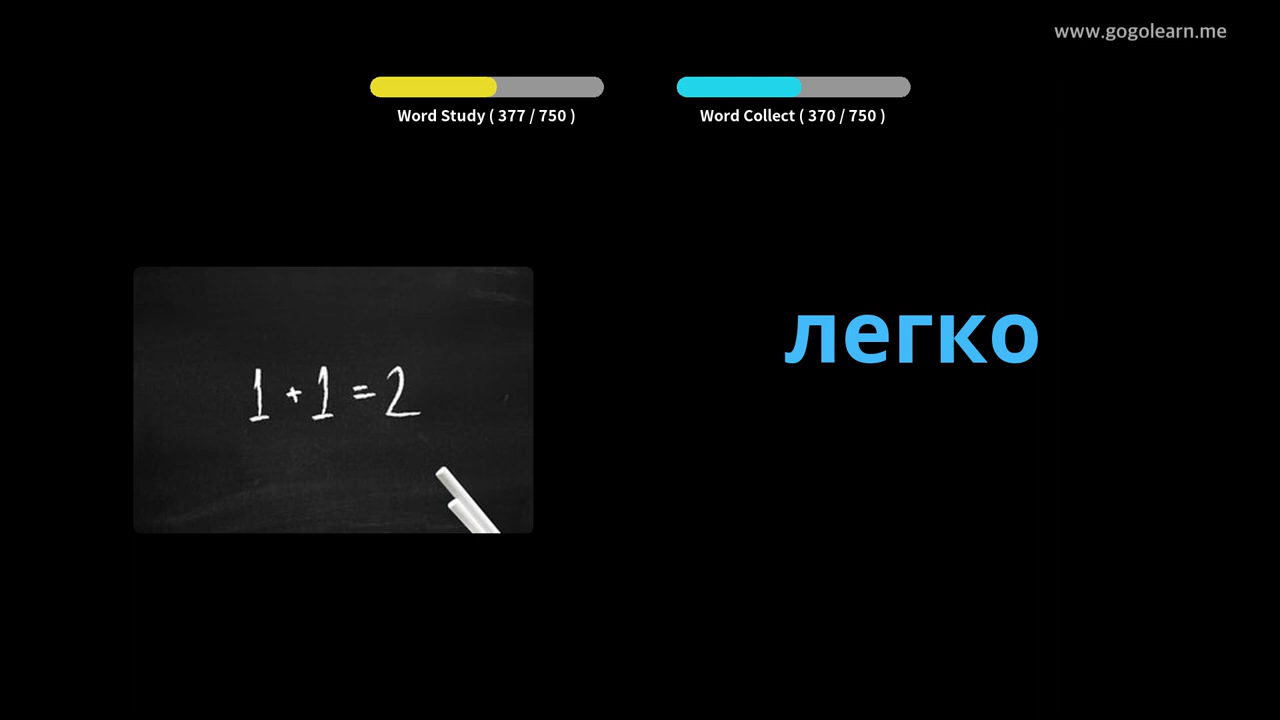 www.gogolearn.me
Word Study ( 377 / 750 )
Word Collect ( 370 / 750 )
легко
1 + 1 = 2